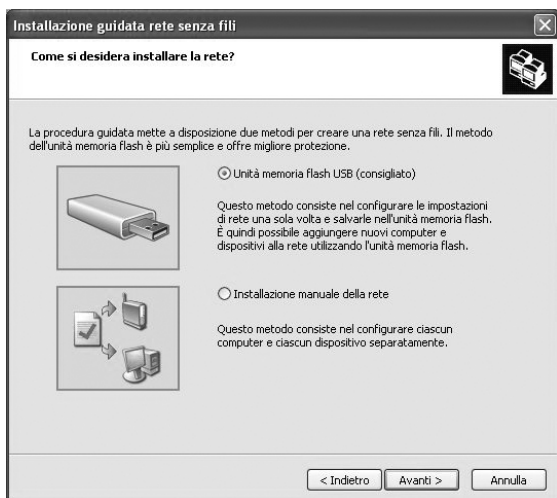 Installazione guidata rete senza fili
Come si desidera installare la rete?
La procedura guidata mette a disposizione due metodi per creare una rete senza fili. Il metodo
dell'unità memoria flash è più semplice e offre migliore protezione.
Unità memoria flash USB (consigliato)
Questo metodo consiste nel configurare le impostazioni
di rete una sola volta e salvarle nell'unità memoria flash.
È quindi possibile aggiungere nuovi computer e
dispositivi alla rete utilizzando l'unità memoria flash.
Installazione manuale della rete
Questo metodo consiste nel configurare ciascun
computer e ciascun dispositivo separatamente.
< Indietro Avanti > Annulla